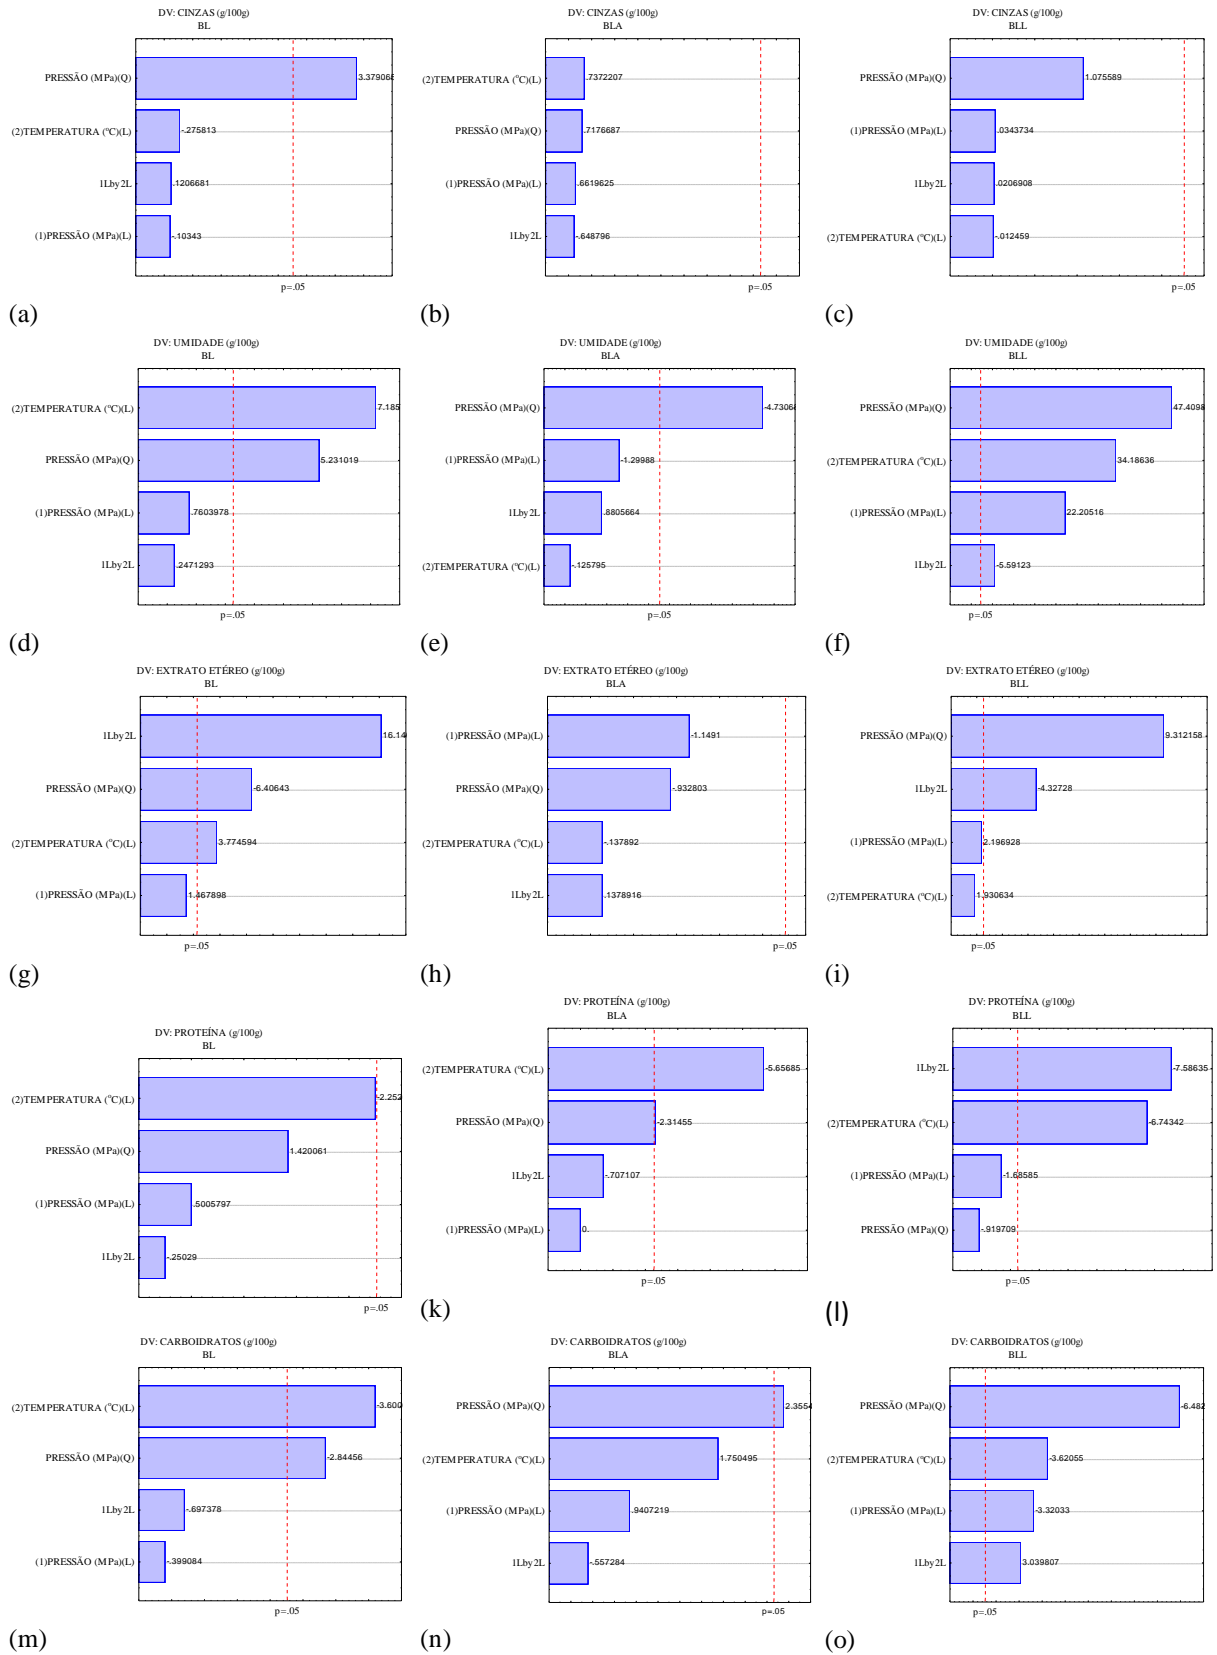 DV: CINZAS (g/100g)
BL
PRESSÃO (MPa)(Q)
3.379068
(2)TEMPERATURA (°C)(L)
-.275813
1Lby2L
.1206681
(1)PRESSÃO (MPa)(L)
-.10343
p=.05
(a)
DV: CINZAS (g/100g)
BLA
(2)TEMPERATURA (°C)(L)
.7372207
PRESSÃO (MPa)(Q)
.7176687
(1)PRESSÃO (MPa)(L)
.6619625
1Lby2L
-.648796
p=.05
(b)
DV: CINZAS (g/100g)
BLL
PRESSÃO (MPa)(Q)
1.075589
(1)PRESSÃO (MPa)(L)
.0343734
1Lby2L
.0206908
(2)TEMPERATURA (°C)(L)
-.012459
p=.05
(c)
DV: UMIDADE (g/100g)
BL
(2)TEMPERATURA (°C)(L)
7.185
PRESSÃO (MPa)(Q)
5.231019
(1)PRESSÃO (MPa)(L)
.7603978
1Lby2L
.2471293
p=.05
(d)
DV: UMIDADE (g/100g)
BLA
PRESSÃO (MPa)(Q)
-4.7306
(1)PRESSÃO (MPa)(L)
-1.29988
1Lby2L
.8805664
(2)TEMPERATURA (°C)(L)
-.125795
p=.05
(e)
DV: UMIDADE (g/100g)
BLL
PRESSÃO (MPa)(Q)
47.4098
(2)TEMPERATURA (°C)(L)
34.18636
(1)PRESSÃO (MPa)(L)
22.20516
1Lby2L
-5.59123
p=.05
(f)
DV: EXTRATO ETÉREO (g/100g)
BL
1Lby2L
16.14
PRESSÃO (MPa)(Q)
-6.40643
(2)TEMPERATURA (°C)(L)
3.774594
(1)PRESSÃO (MPa)(L)
1.467898
p=.05
(g)
DV: EXTRATO ETÉREO (g/100g)
BLA
(1)PRESSÃO (MPa)(L)
-1.1491
PRESSÃO (MPa)(Q)
-.932803
(2)TEMPERATURA (°C)(L)
-.137892
1Lby2L
.1378916
p=.05
(h)
DV: EXTRATO ETÉREO (g/100g)
BLL
PRESSÃO (MPa)(Q)
9.312158
1Lby2L
-4.32728
(1)PRESSÃO (MPa)(L)
2.196928
(2)TEMPERATURA (°C)(L)
1.930634
p=.05
(i)
DV: PROTEÍNA (g/100g)
BL
(2)TEMPERATURA (°C)(L)
-2.252
PRESSÃO (MPa)(Q)
1.420061
(1)PRESSÃO (MPa)(L)
.5005797
1Lby2L
-.25029
p=.05
DV: PROTEÍNA (g/100g)
BLA
(2)TEMPERATURA (°C)(L)
-5.65685
PRESSÃO (MPa)(Q)
-2.31455
1Lby2L
-.707107
(1)PRESSÃO (MPa)(L)
0.
p=.05
(k)
DV: PROTEÍNA (g/100g)
BLL
1Lby2L
-7.58635
(2)TEMPERATURA (°C)(L)
-6.74342
(1)PRESSÃO (MPa)(L)
-1.68585
PRESSÃO (MPa)(Q)
-.919709
p=.05
(l)
DV: CARBOIDRATOS (g/100g)
BL
(2)TEMPERATURA (°C)(L)
-3.600
PRESSÃO (MPa)(Q)
-2.84456
1Lby2L
-.697378
(1)PRESSÃO (MPa)(L)
-.399084
p=.05
(m)
DV: CARBOIDRATOS (g/100g)
BLA
PRESSÃO (MPa)(Q)
2.3554
(2)TEMPERATURA (°C)(L)
1.750495
(1)PRESSÃO (MPa)(L)
.9407219
1Lby2L
-.557284
p=.05
(n)
DV: CARBOIDRATOS (g/100g)
BLL
PRESSÃO (MPa)(Q)
-6.482
(2)TEMPERATURA (°C)(L)
-3.62055
(1)PRESSÃO (MPa)(L)
-3.32033
1Lby2L
3.039807
p=.05
(o)